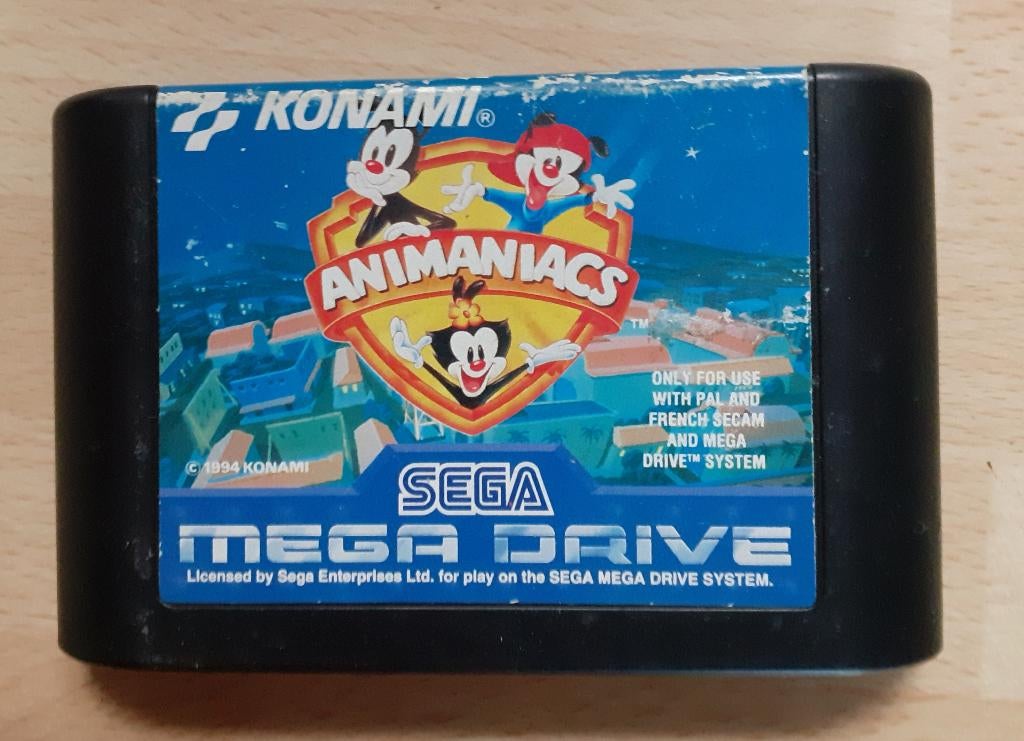 KONAMI®
ANIMANIACS
TM
ONLY FOR USE
WITH PAL AND
FRENCH SECAM
AND MEGA
DRIVE™ SYSTEM
© 1994 KONAMI
SEGA
MEGA DRIVE
Licensed by Sega Enterprises Ltd. for play on the SEGA MEGA DRIVE SYSTEM.